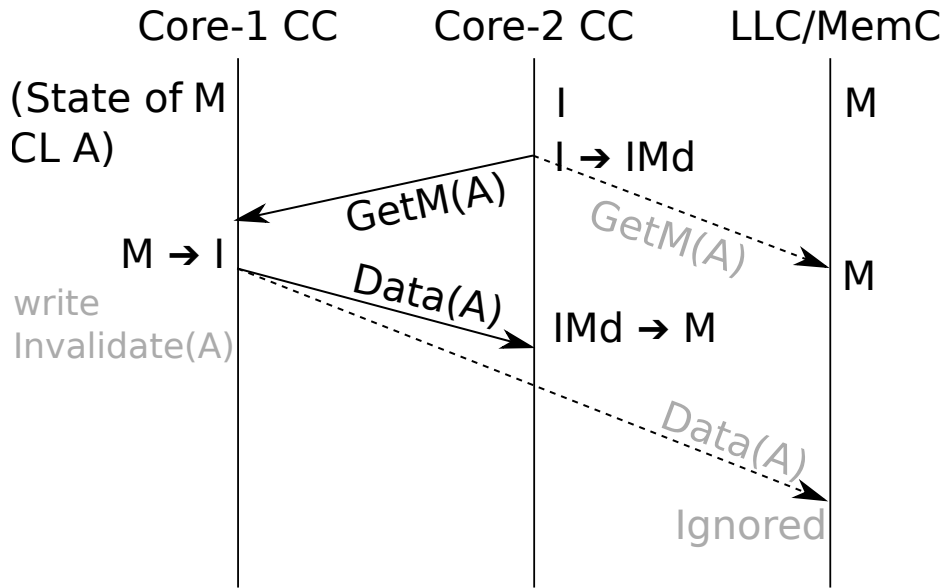 Core-1 CC Core-2 CC LLC/MemC
(State of M I M
CL A)
I → IMd
GetM(A) GetM(A)
M → I M
Data(A)
write IMd → M
Invalidate(A)
Data(A)
Ignored